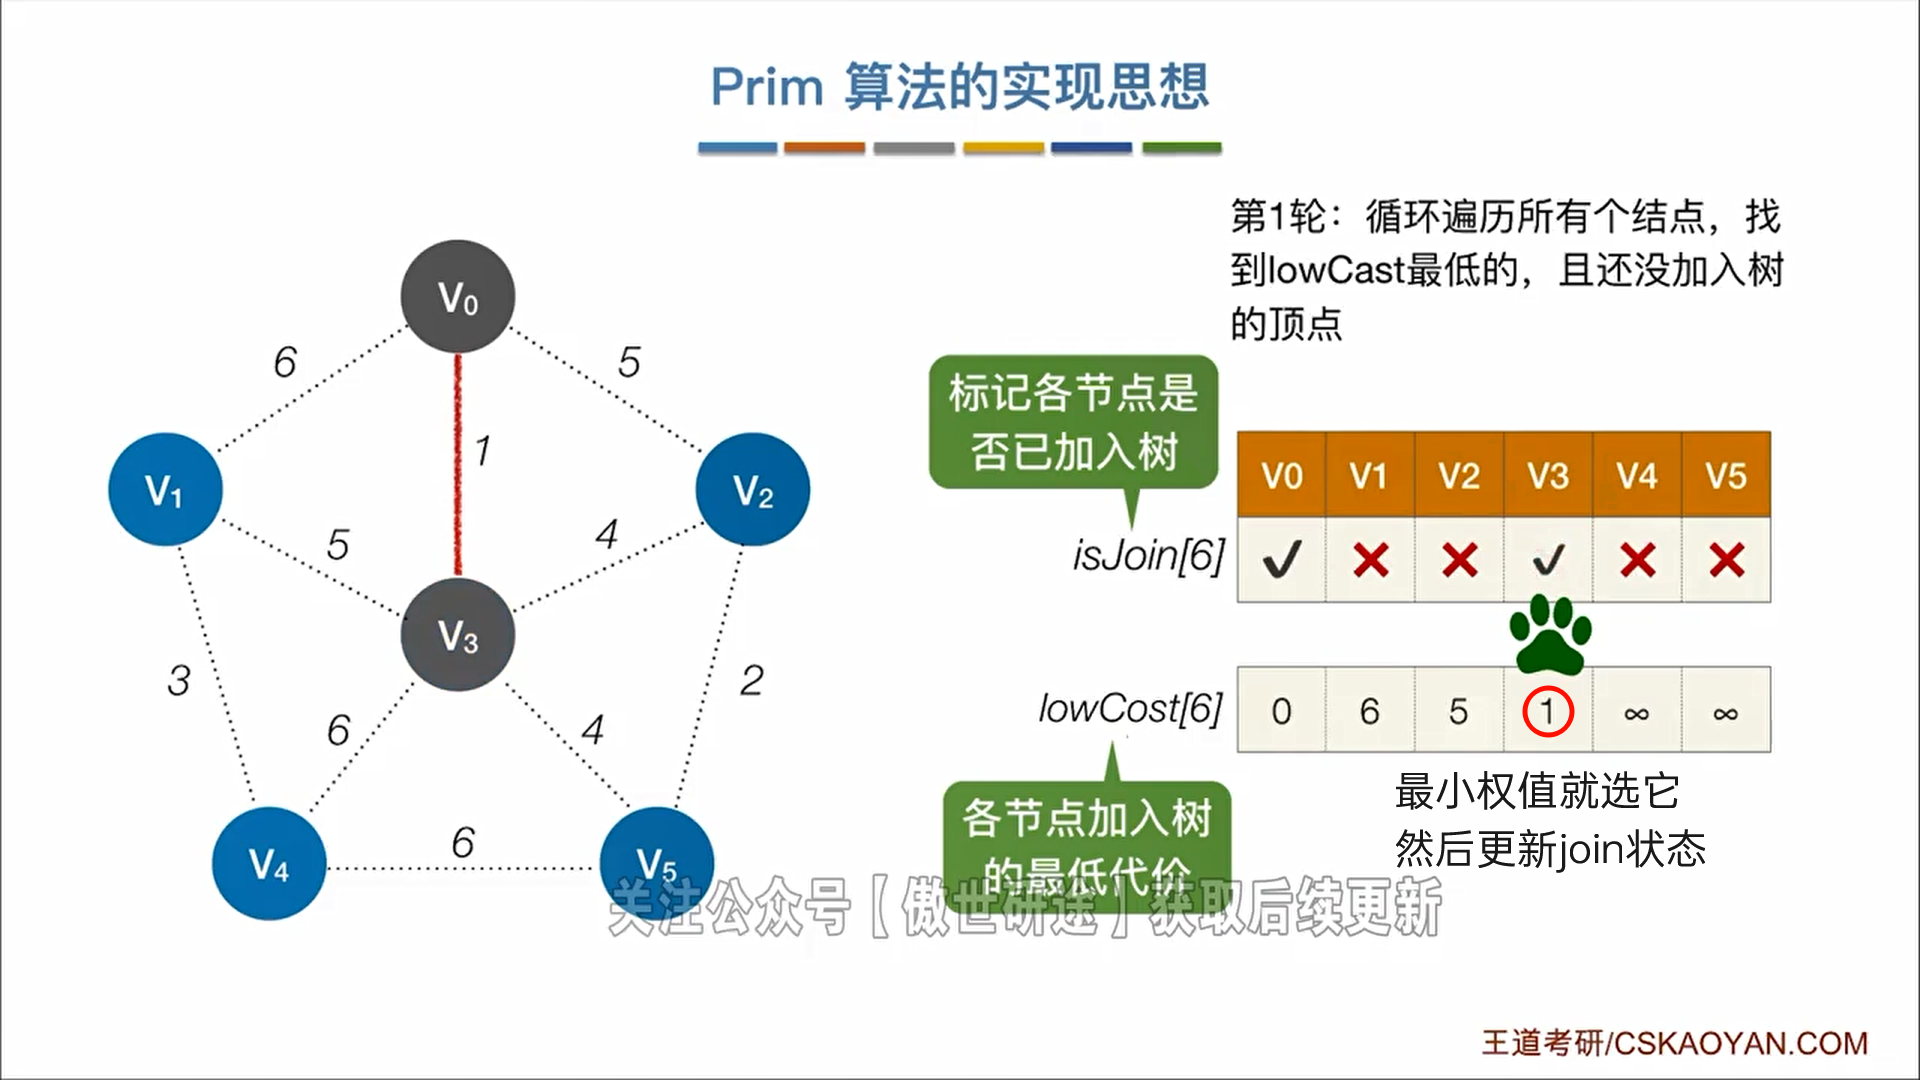 Prim 算法的实现思想
第1轮：循环遍历所有个结点，找
到lowCast最低的，且还没加入树
的顶点
V0
6
5
1
V1
V2
5
4
V3
3
2
6
4
V4
6
V5
标记各节点是
否已加入树
V0 V1 V2 V3 V4 V5
isJoin[6] ✓ ✗ ✗ ✓ ✗ ✗
lowCost[6] 0 6 5 1 ∞ ∞
各节点加入树
的最低代价
最小权值就选它
然后更新join状态
关注公众号【傲世研途】获取后续更新
王道考研/CSKAOYAN.COM